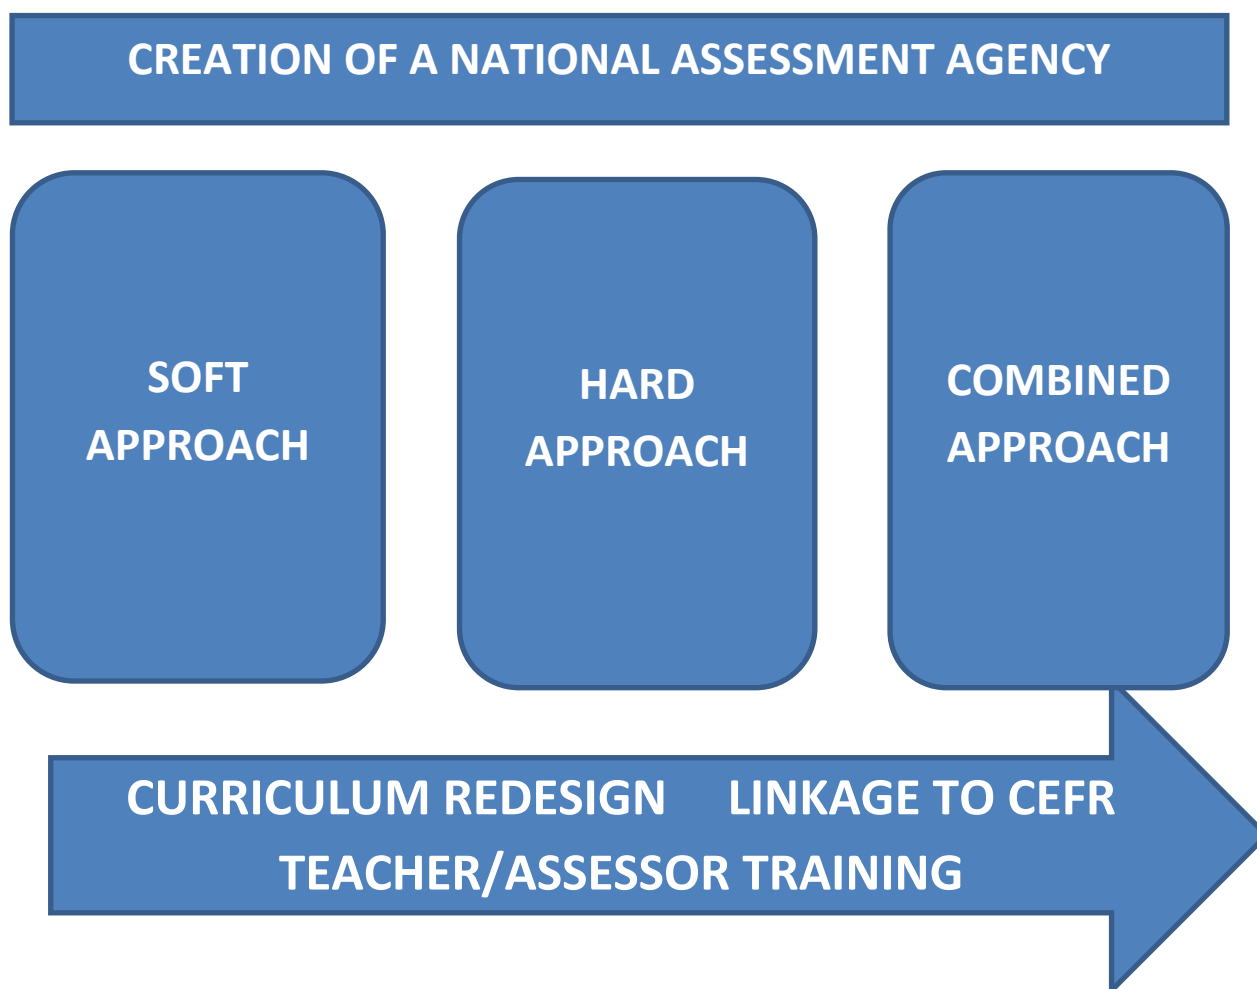 CREATION OF A NATIONAL ASSESSMENT AGENCY
SOFT
APPROACH
HARD
APPROACH
COMBINED
APPROACH
CURRICULUM REDESIGN LINKAGE TO CEFR
TEACHER/ASSESSOR TRAINING